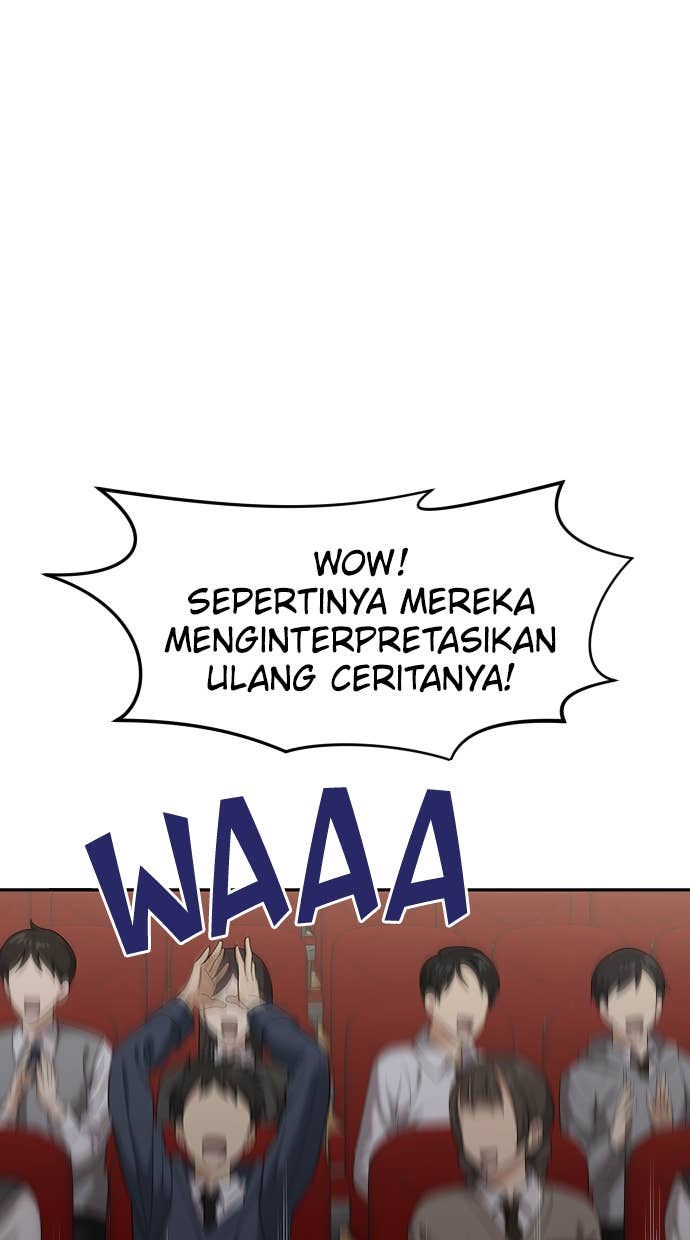 WOW!
SEPERTINYA MEREKA
MENGINTERPRETASIKAN
ULANG CERITANYA!
WAAA